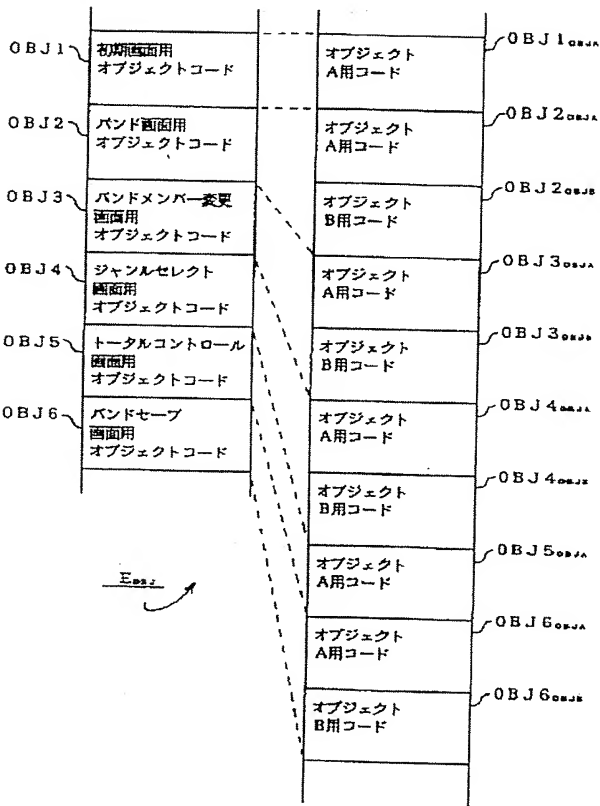 OBJ1
初期画面用
オブジェクトコード
OBJ2
バンド画面用
オブジェクトコード
OBJ3
バンドメンバー変更
画面用
オブジェクトコード
OBJ4
ジャンルセレクト
画面用
オブジェクトコード
OBJ5
トータルコントロール
画面用
オブジェクトコード
OBJ6
バンドセーブ
画面用
オブジェクトコード
EOBJ
オブジェクト
A用コード
OBJ1OBJA
オブジェクト
A用コード
OBJ2OBJA
オブジェクト
B用コード
OBJ2OBJB
オブジェクト
A用コード
OBJ3OBJA
オブジェクト
B用コード
OBJ3OBJB
オブジェクト
A用コード
OBJ4OBJA
オブジェクト
B用コード
OBJ4OBJB
オブジェクト
A用コード
OBJ5OBJA
オブジェクト
A用コード
OBJ6OBJA
オブジェクト
B用コード
OBJ6OBJB